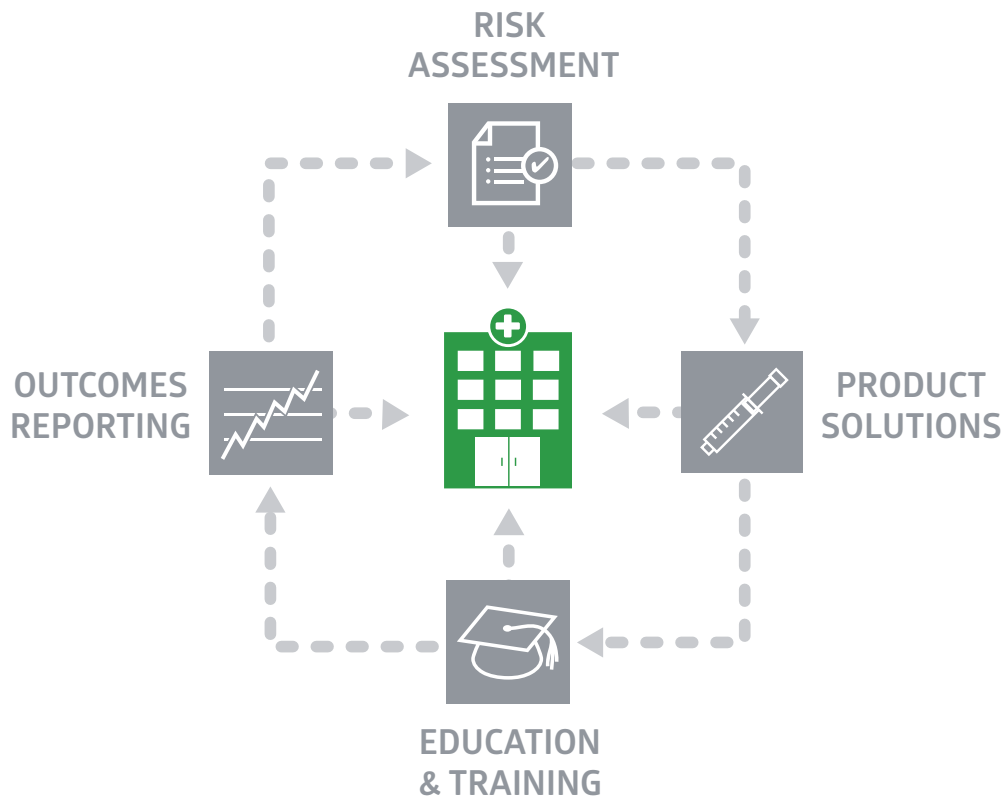 RISK
ASSESSMENT
OUTCOMES
REPORTING
PRODUCT
SOLUTIONS
EDUCATION
& TRAINING